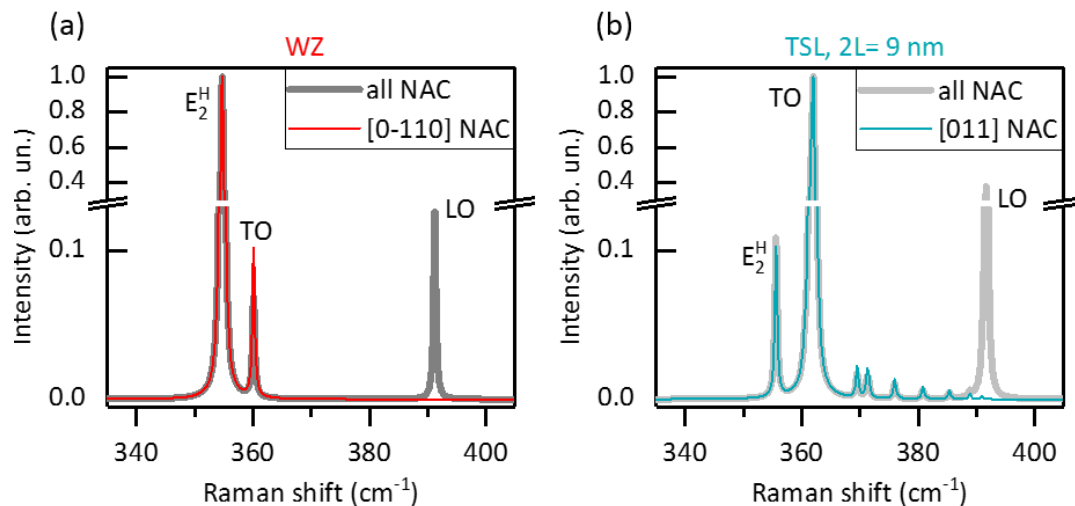 (a)
WZ
all NAC
[0-110] NAC
E₂ᴴ
TO
LO
1.0
0.8
0.6
0.4
0.1
0.0
Intensity (arb. un.)
340 360 380 400
Raman shift (cm⁻¹)
(b)
TSL, 2L= 9 nm
all NAC
[011] NAC
TO
E₂ᴴ
LO
1.0
0.8
0.6
0.4
0.1
0.0
Intensity (arb. un.)
340 360 380 400
Raman shift (cm⁻¹)